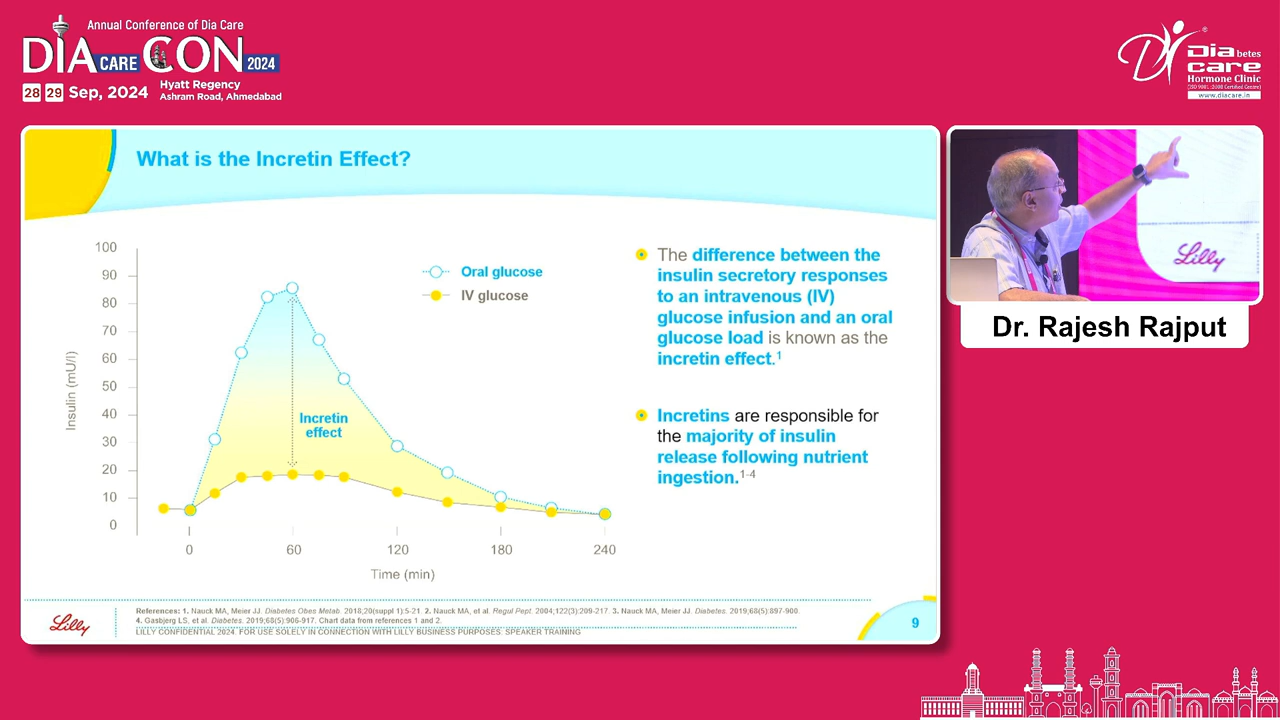 Annual Conference of Dia Care
DIA CARE CON 2024
28 29 Sep, 2024
Hyatt Regency
Ashram Road, Ahmedabad
Diabetes
care
Hormone Clinic
(ISO 9001:2008 Certified Centre)
www.diacare.in
What is the Incretin Effect?
100
90
80
70
60
50
40
30
20
10
0
Insulin (mU/l)
Oral glucose
IV glucose
Incretin
effect
0 60 120 180 240
Time (min)
The difference between the
insulin secretory responses
to an intravenous (IV)
glucose infusion and an oral
glucose load is known as the
incretin effect.1
Incretins are responsible for
the majority of insulin
release following nutrient
ingestion.1-4
Lilly
References: 1. Nauck MA, Meier JJ. Diabetes Obes Metab. 2018;20(suppl 1):5-21. 2. Nauck MA, et al. Regul Pept. 2004;122(3):209-217. 3. Nauck MA, Meier JJ. Diabetes. 2019;68(5):897-900.
4. Gasbjerg LS, et al. Diabetes. 2019;68(5):906-917. Chart data from references 1 and 2.
LILLY CONFIDENTIAL 2024. FOR USE SOLELY IN CONNECTION WITH LILLY BUSINESS PURPOSES. SPEAKER TRAINING
9
Lilly
Dr. Rajesh Rajput